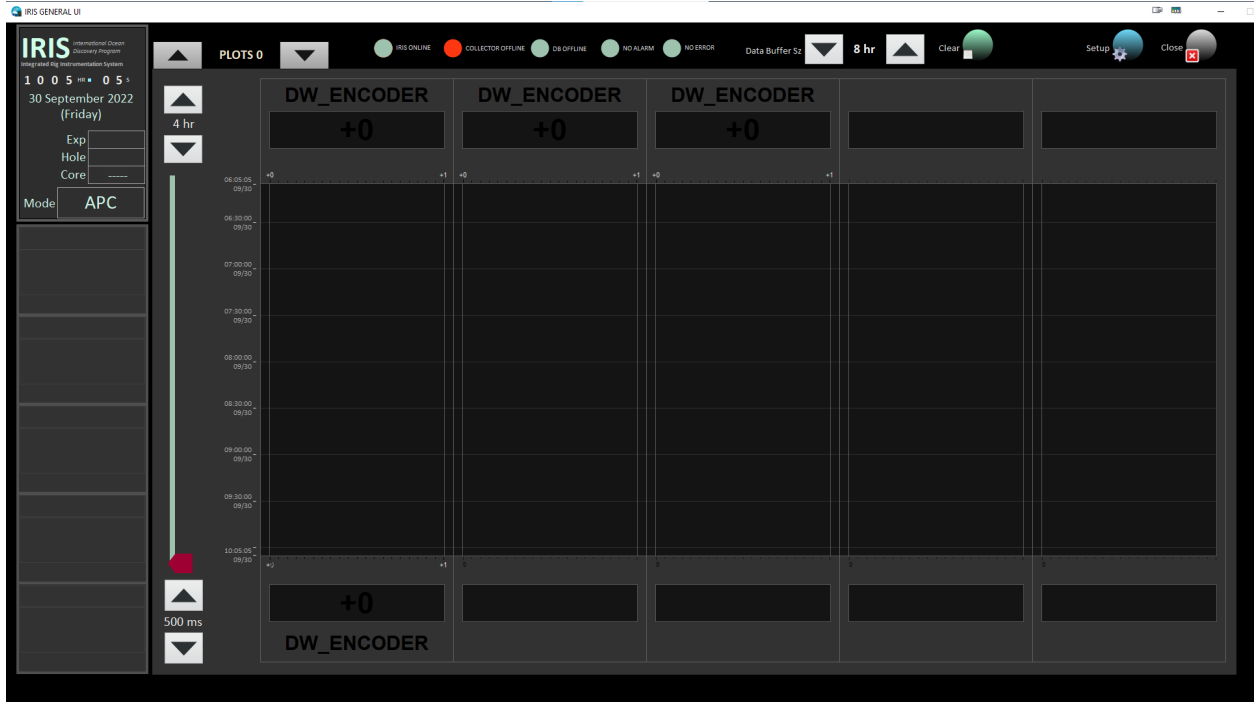 IRIS GENERAL UI
IRIS International Ocean Discovery Program
Integrated Rig Instrumentation System
1005 HR 05 S
30 September 2022
(Friday)
Exp
Hole
Core -----
Mode APC
PLOTS 0
IRIS ONLINE
COLLECTOR OFFLINE
DB OFFLINE
NO ALARM
NO ERROR
Data Buffer Sz 8 hr
Clear
Setup
Close
4 hr
DW_ENCODER DW_ENCODER DW_ENCODER
+0 +0 +0
+0 +1 +0 +1 +0 +1
06:05:05
09/30
06:30:00
09/30
07:00:00
09/30
07:30:00
09/30
08:00:00
09/30
08:30:00
09/30
09:00:00
09/30
09:30:00
09/30
10:05:05
09/30
+1 0 0 0 0
500 ms
+0
DW_ENCODER